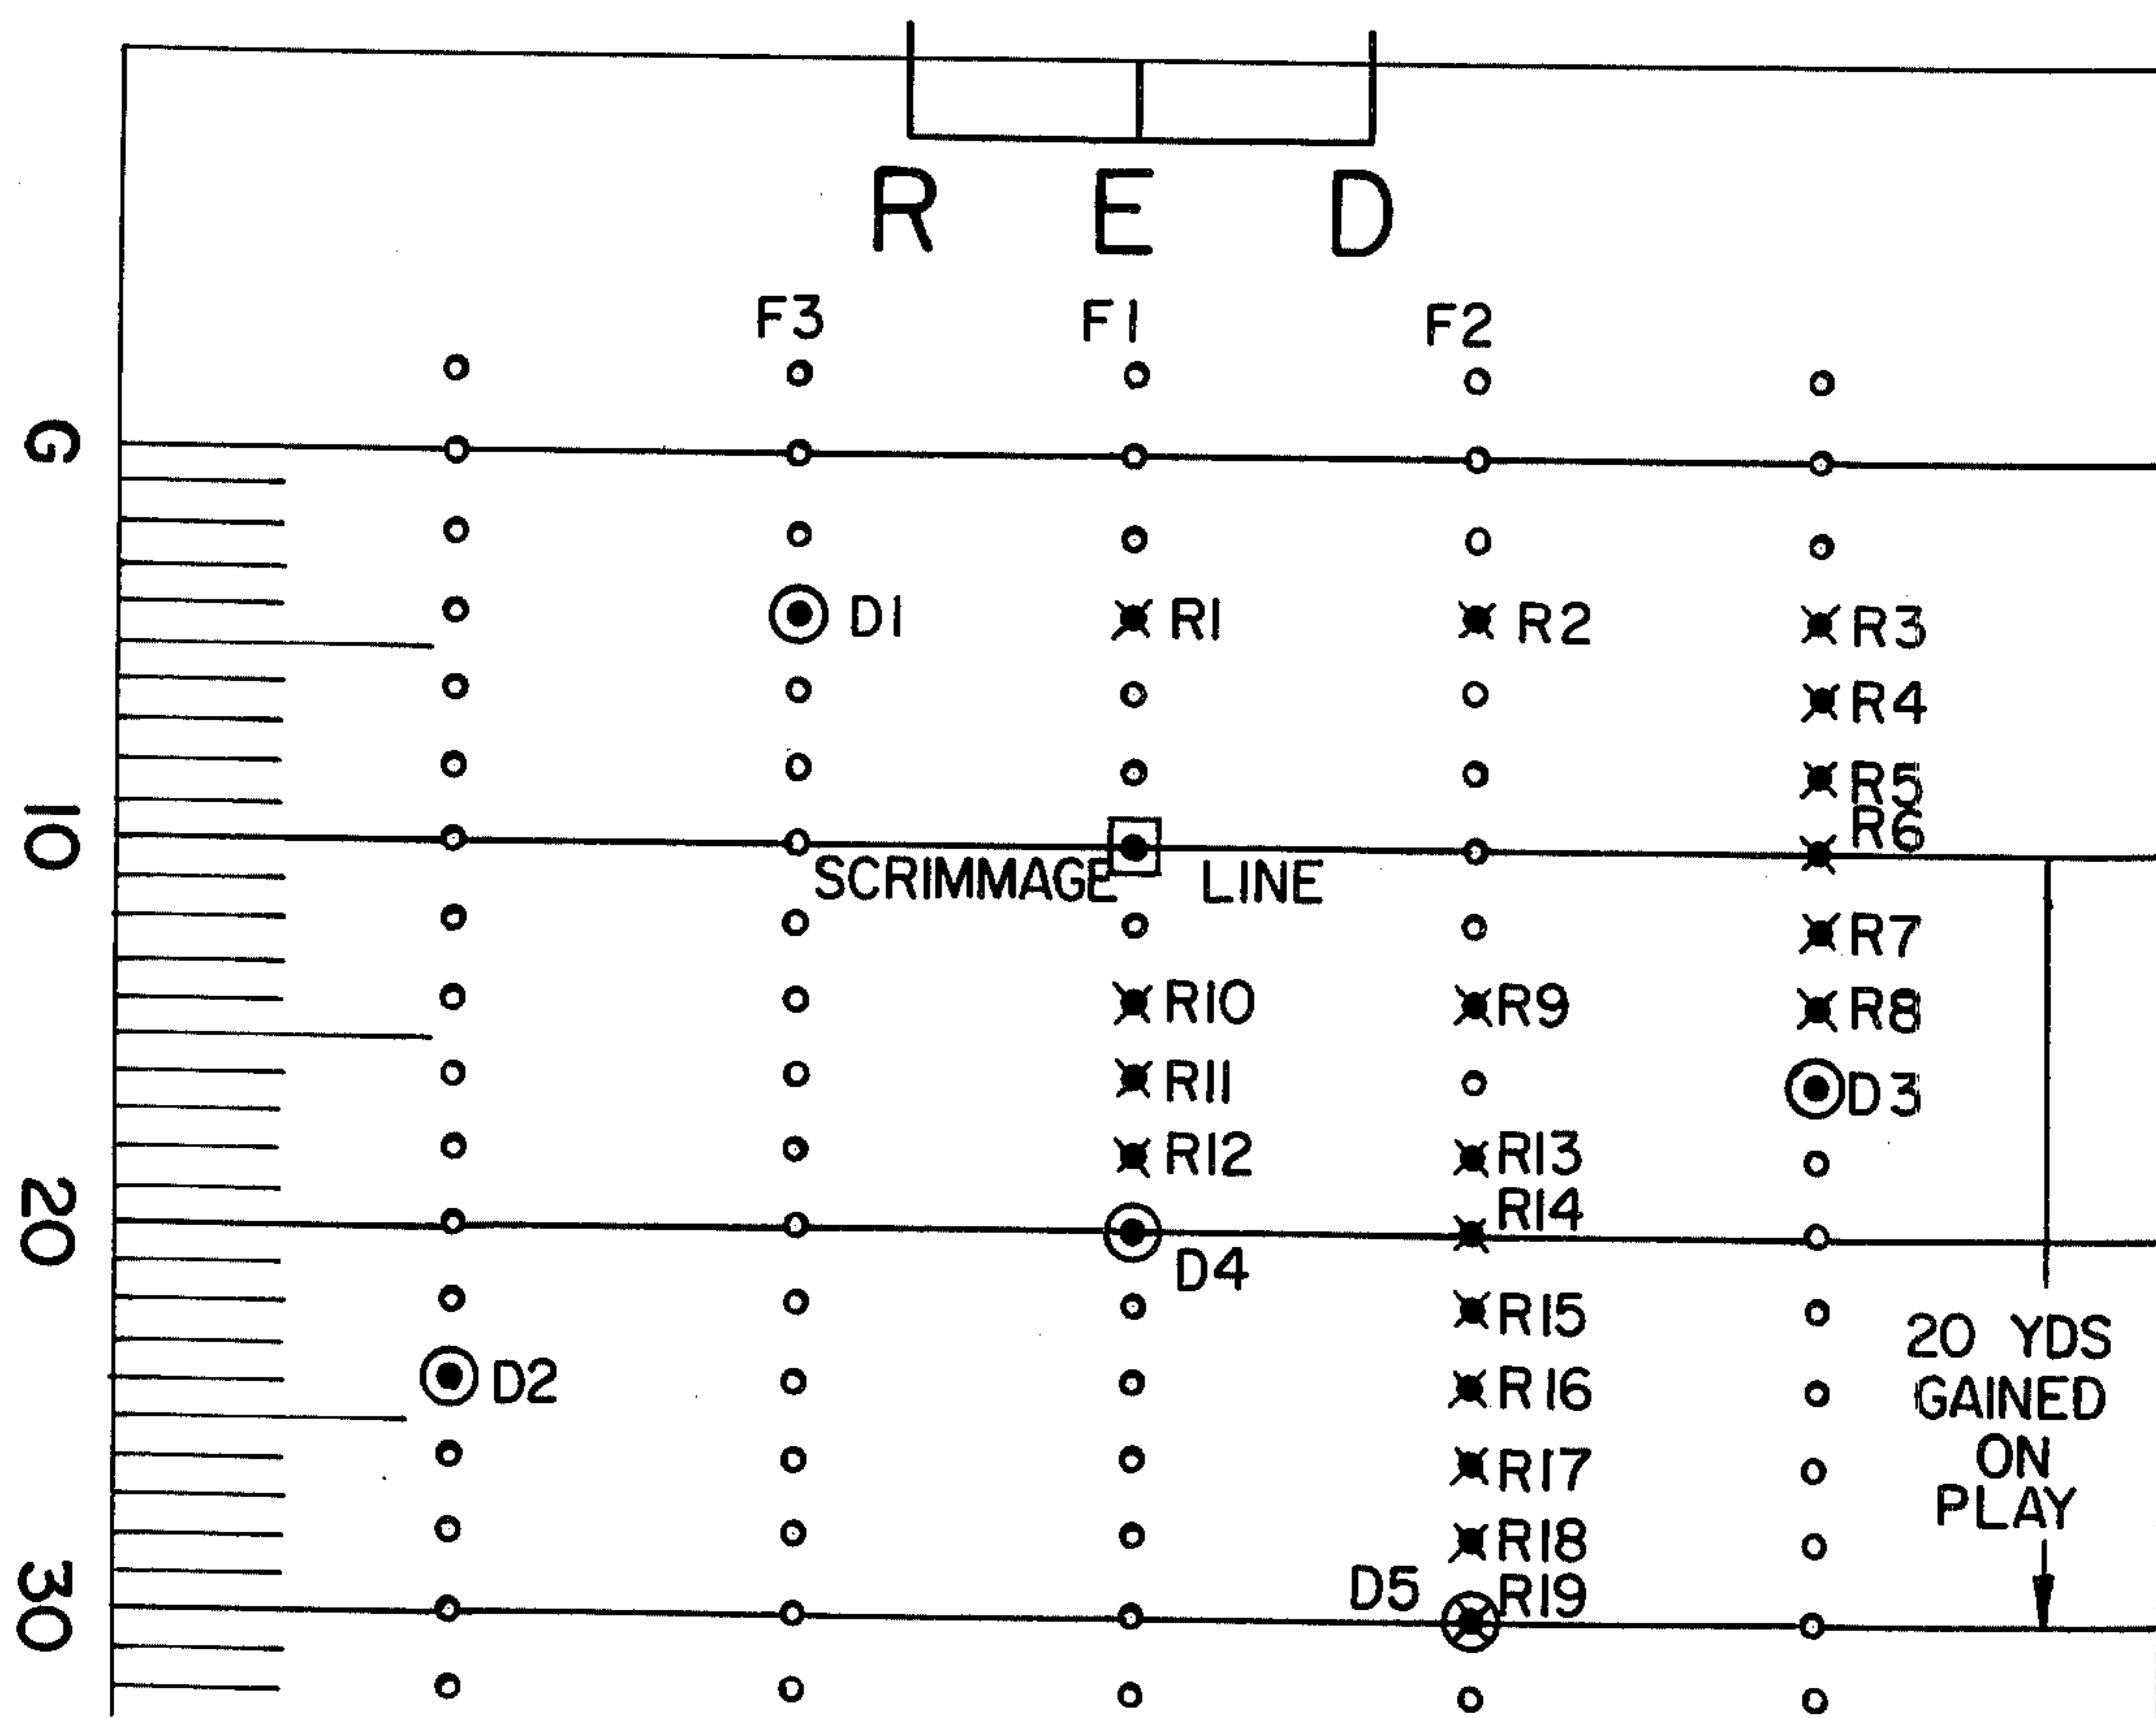 R E D
F3 F1 F2
G
D1 R1 R2 R3
R4
R5
10 R6
SCRIMMAGE LINE
R7
R10 R9 R8
R11 D3
R12 R13
20 R14
D4
R15
20 YDS
D2 R16 GAINED
R17 ON
PLAY
R18
D5 R19
30